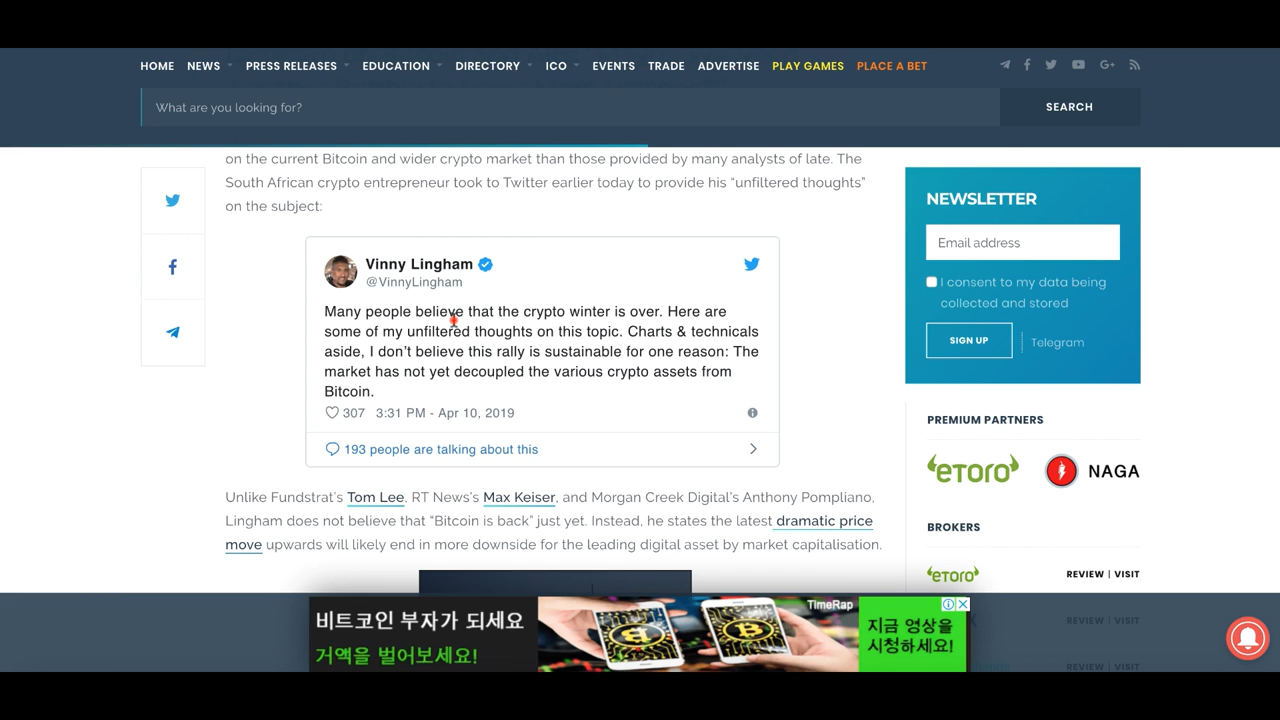 HOME NEWS PRESS RELEASES EDUCATION DIRECTORY ICO EVENTS TRADE ADVERTISE PLAY GAMES PLACE A BET
What are you looking for?
SEARCH
on the current Bitcoin and wider crypto market than those provided by many analysts of late. The
South African crypto entrepreneur took to Twitter earlier today to provide his “unfiltered thoughts”
on the subject:
Vinny Lingham
@VinnyLingham
Many people believe that the crypto winter is over. Here are
some of my unfiltered thoughts on this topic. Charts & technicals
aside, I don’t believe this rally is sustainable for one reason: The
market has not yet decoupled the various crypto assets from
Bitcoin.
307 3:31 PM - Apr 10, 2019
193 people are talking about this
Unlike Fundstrat’s Tom Lee, RT News’s Max Keiser, and Morgan Creek Digital’s Anthony Pompliano,
Lingham does not believe that “Bitcoin is back” just yet. Instead, he states the latest dramatic price
move upwards will likely end in more downside for the leading digital asset by market capitalisation.
NEWSLETTER
Email address
I consent to my data being
collected and stored
SIGN UP
Telegram
PREMIUM PARTNERS
eToro
NAGA
BROKERS
eToro REVIEW | VISIT
REVIEW | VISIT
REVIEW | VISIT
비트코인 부자가 되세요
거액을 벌어보세요!
TimeRap
지금 영상을
시청하세요!